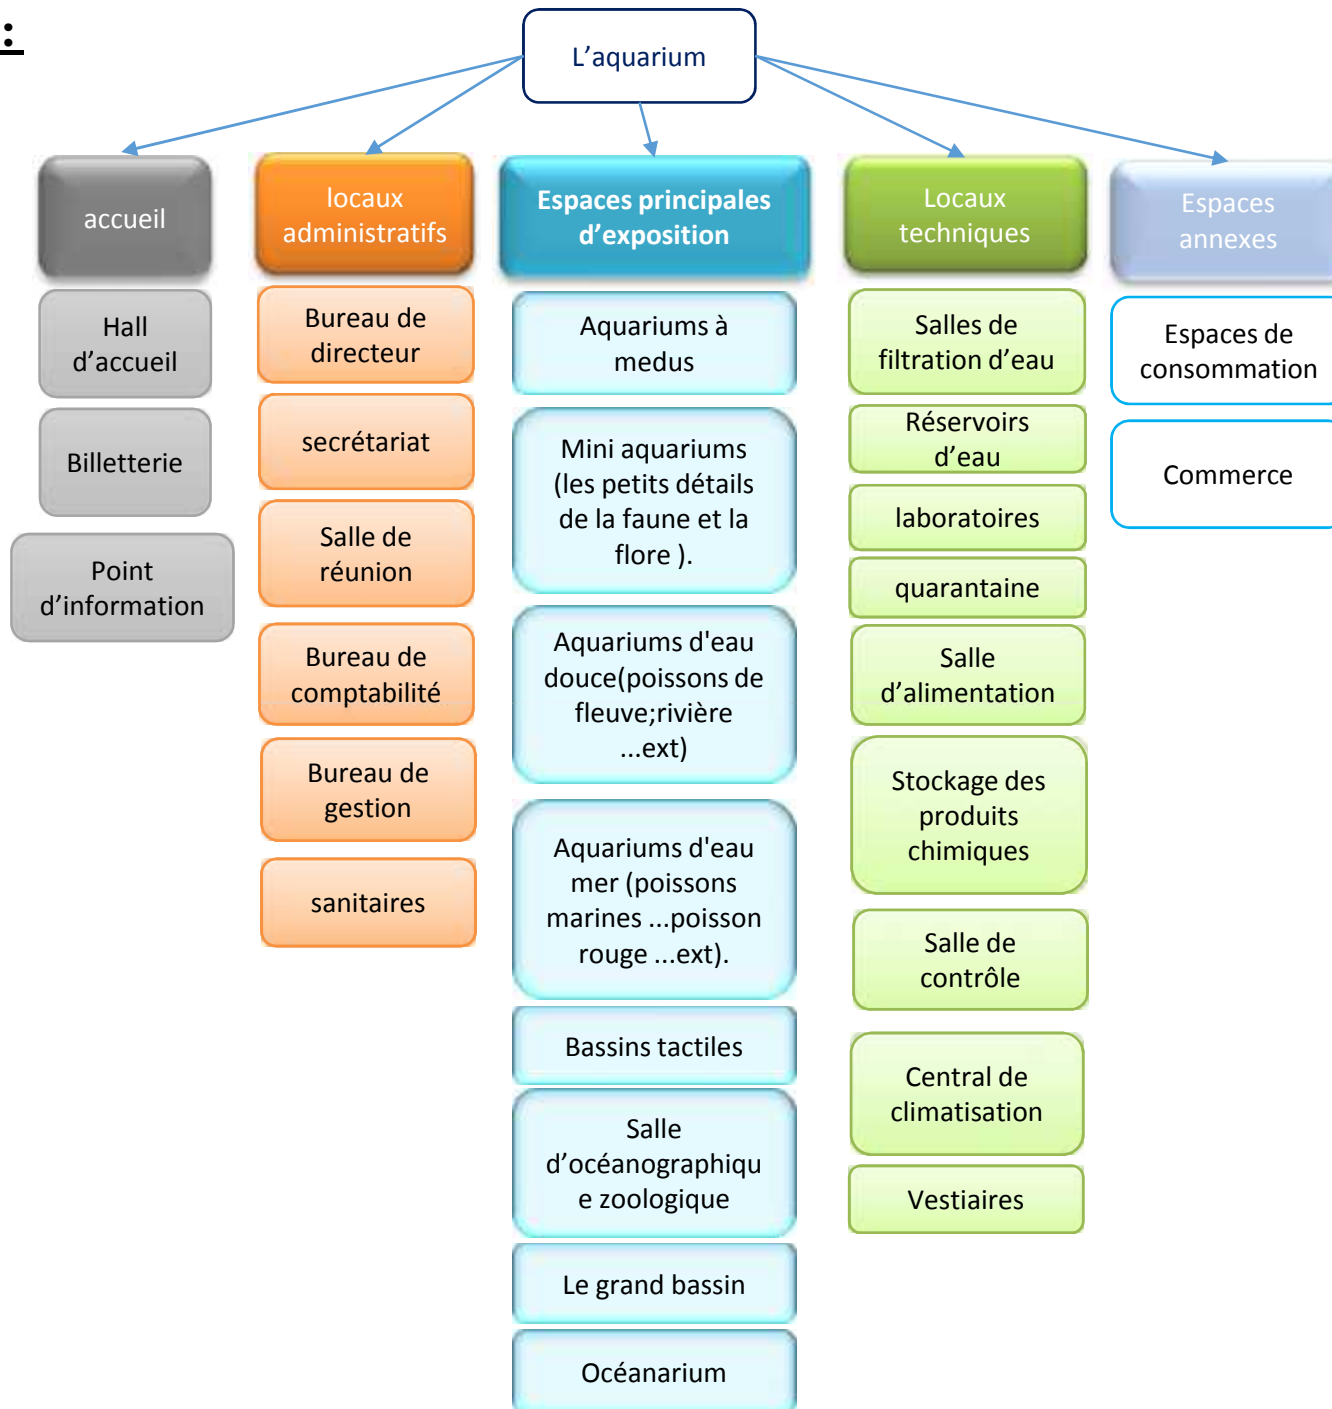 :
L’aquarium
accueil
Hall
d’accueil
Billetterie
Point
d’information
locaux
administratifs
Bureau de
directeur
secrétariat
Salle de
réunion
Bureau de
comptabilité
Bureau de
gestion
sanitaires
Espaces principales
d’exposition
Aquariums à
medus
Mini aquariums
(les petits détails
de la faune et la
flore ).
Aquariums d'eau
douce(poissons de
fleuve;rivière
...ext)
Aquariums d'eau
mer (poissons
marines ...poisson
rouge ...ext).
Bassins tactiles
Salle
d’océanographiqu
e zoologique
Le grand bassin
Océanarium
Locaux
techniques
Salles de
filtration d’eau
Réservoirs
d’eau
laboratoires
quarantaine
Salle
d’alimentation
Stockage des
produits
chimiques
Salle de
contrôle
Central de
climatisation
Vestiaires
Espaces
annexes
Espaces de
consommation
Commerce